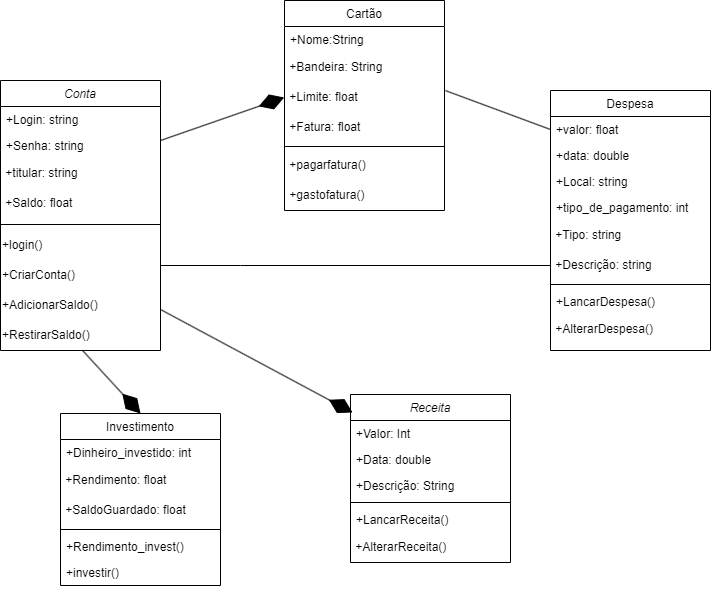 Cartão
+Nome:String
+Bandeira: String
+Limite: float
+Fatura: float
+pagarfatura()
+gastofatura()
Conta
+Login: string
+Senha: string
+titular: string
+Saldo: float
+login()
+CriarConta()
+AdicionarSaldo()
+RestirarSaldo()
Despesa
+valor: float
+data: double
+Local: string
+tipo_de_pagamento: int
+Tipo: string
+Descrição: string
+LancarDespesa()
+AlterarDespesa()
Investimento
+Dinheiro_investido: int
+Rendimento: float
+SaldoGuardado: float
+Rendimento_invest()
+investir()
Receita
+Valor: Int
+Data: double
+Descrição: String
+LancarReceita()
+AlterarReceita()